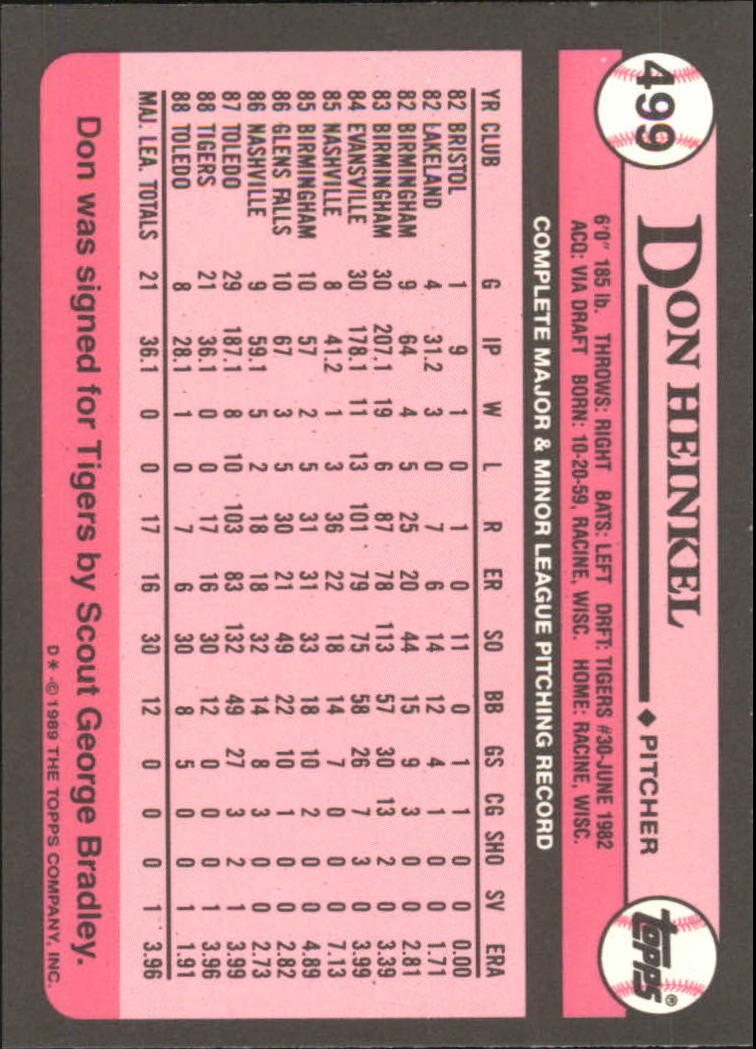 499
DON HEINKEL ◆ PITCHER
topps®
6'0" 185 lb. THROWS: RIGHT BATS: LEFT DRFT: TIGERS #30-JUNE 1982
ACQ: VIA DRAFT BORN: 10-20-59, RACINE, WISC. HOME: RACINE, WISC.
COMPLETE MAJOR & MINOR LEAGUE PITCHING RECORD
YR CLUB G IP W L R ER SO BB GS CG SHO SV ERA
82 BRISTOL 1 9 1 0 1 0 11 0 1 1 0 0 0.00
82 LAKELAND 4 31.2 3 0 7 6 14 12 4 1 0 0 1.71
82 BIRMINGHAM 9 64 4 5 25 20 44 15 9 3 0 0 2.81
83 BIRMINGHAM 30 207.1 19 6 87 78 113 57 30 13 2 0 3.39
84 EVANSVILLE 30 178.1 11 13 101 79 75 58 26 7 3 0 3.99
85 NASHVILLE 8 41.2 1 3 36 22 18 14 7 0 0 0 7.13
85 BIRMINGHAM 10 57 2 5 31 31 33 18 10 2 0 0 4.89
86 GLENS FALLS 10 67 3 5 30 21 49 22 10 1 0 0 2.82
86 NASHVILLE 9 59.1 5 2 18 18 32 14 8 3 0 0 2.73
87 TOLEDO 29 187.1 8 10 103 83 132 49 27 3 2 1 3.99
88 TIGERS 21 36.1 0 0 17 16 30 12 0 0 0 1 3.96
88 TOLEDO 8 28.1 1 0 7 6 30 8 5 0 0 1 1.91
MAJ. LEA. TOTALS 21 36.1 0 0 17 16 30 12 0 0 0 1 3.96
Don was signed for Tigers by Scout George Bradley.
D*-© 1989 THE TOPPS COMPANY, INC.